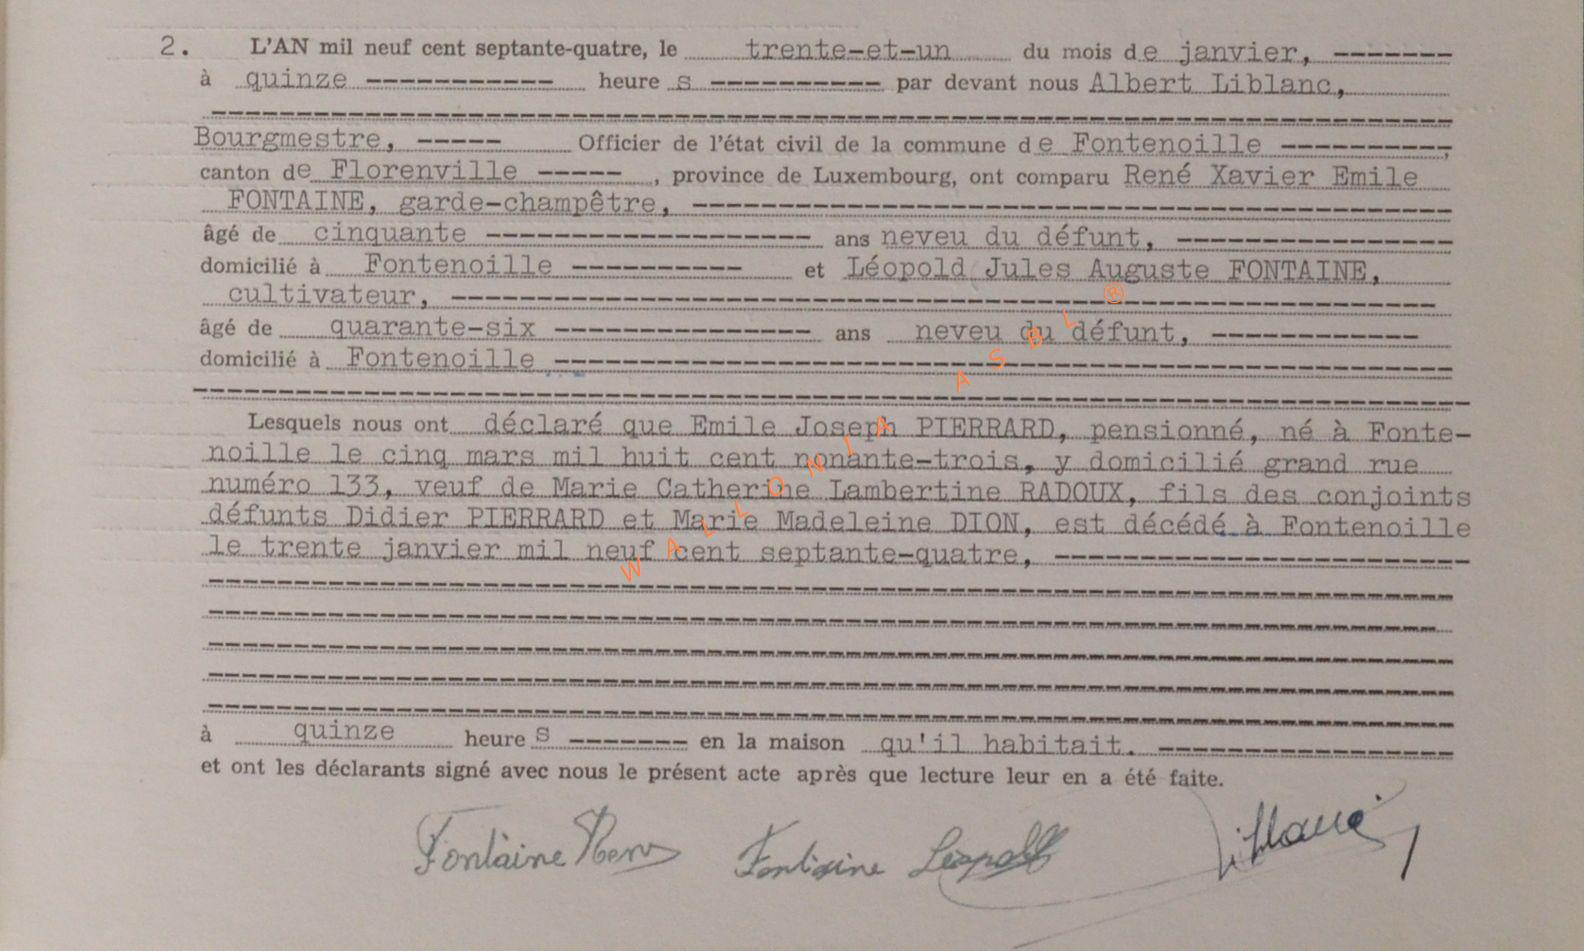 2. L'AN mil neuf cent septante-quatre, le trente-et-un du mois de janvier, -------
à quinze ----------- heure s ---------- par devant nous Albert Liblanc,
Bourgmestre, ----- Officier de l'état civil de la commune de Fontenoille ----------,
canton de Florenville -----, province de Luxembourg, ont comparu René Xavier Emile
FONTAINE, garde-champêtre, ----------
âgé de cinquante ---------- ans neveu du défunt, ----------
domicilié à Fontenoille ---------- et Léopold Jules Auguste FONTAINE,
cultivateur, ----------
âgé de quarante-six ---------- ans neveu du défunt, ----------
domicilié à Fontenoille ----------
Lesquels nous ont déclaré que Emile Joseph PIERRARD, pensionné, né à Fonte-
noille le cinq mars mil huit cent nonante-trois, y domicilié grand rue
numéro 133, veuf de Marie Catherine Lambertine RADOUX, fils des conjoints
défunts Didier PIERRARD et Marie Madeleine DION, est décédé à Fontenoille
le trente janvier mil neuf cent septante-quatre, ----------
à quinze heure s ------- en la maison qu'il habitait. ----------
et ont les déclarants signé avec nous le présent acte après que lecture leur en a été faite.
Fontaine René Fontaine Léopold Liblanc
WALLONIA ASBL ®